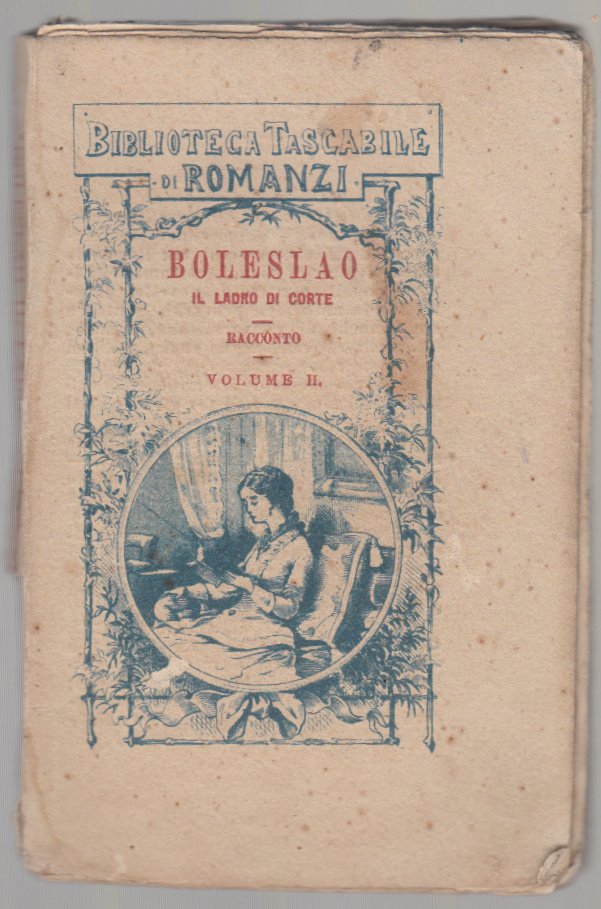 BIBLIOTECA TASCABILE
·DI ROMANZI·
BOLESLAO
IL LADRO DI CORTE
RACCONTO
VOLUME II.